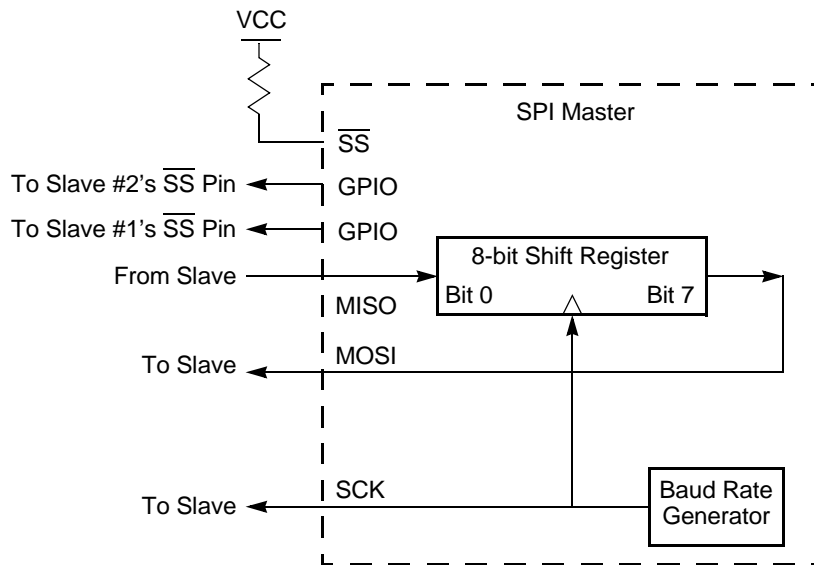 VCC
SPI Master
SS
To Slave #2's SS Pin
GPIO
To Slave #1's SS Pin
GPIO
8-bit Shift Register
From Slave
Bit 0
Bit 7
MISO
MOSI
To Slave
SCK
To Slave
Baud Rate
Generator